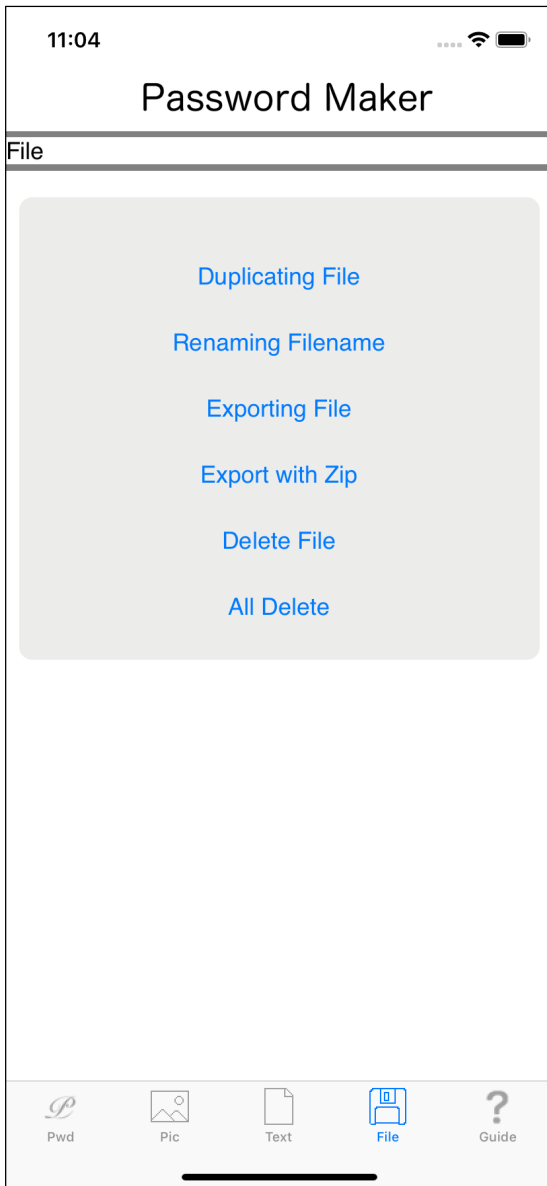 11:04
Password Maker
File
Duplicating File
Renaming Filename
Exporting File
Export with Zip
Delete File
All Delete
Pwd Pic Text File Guide